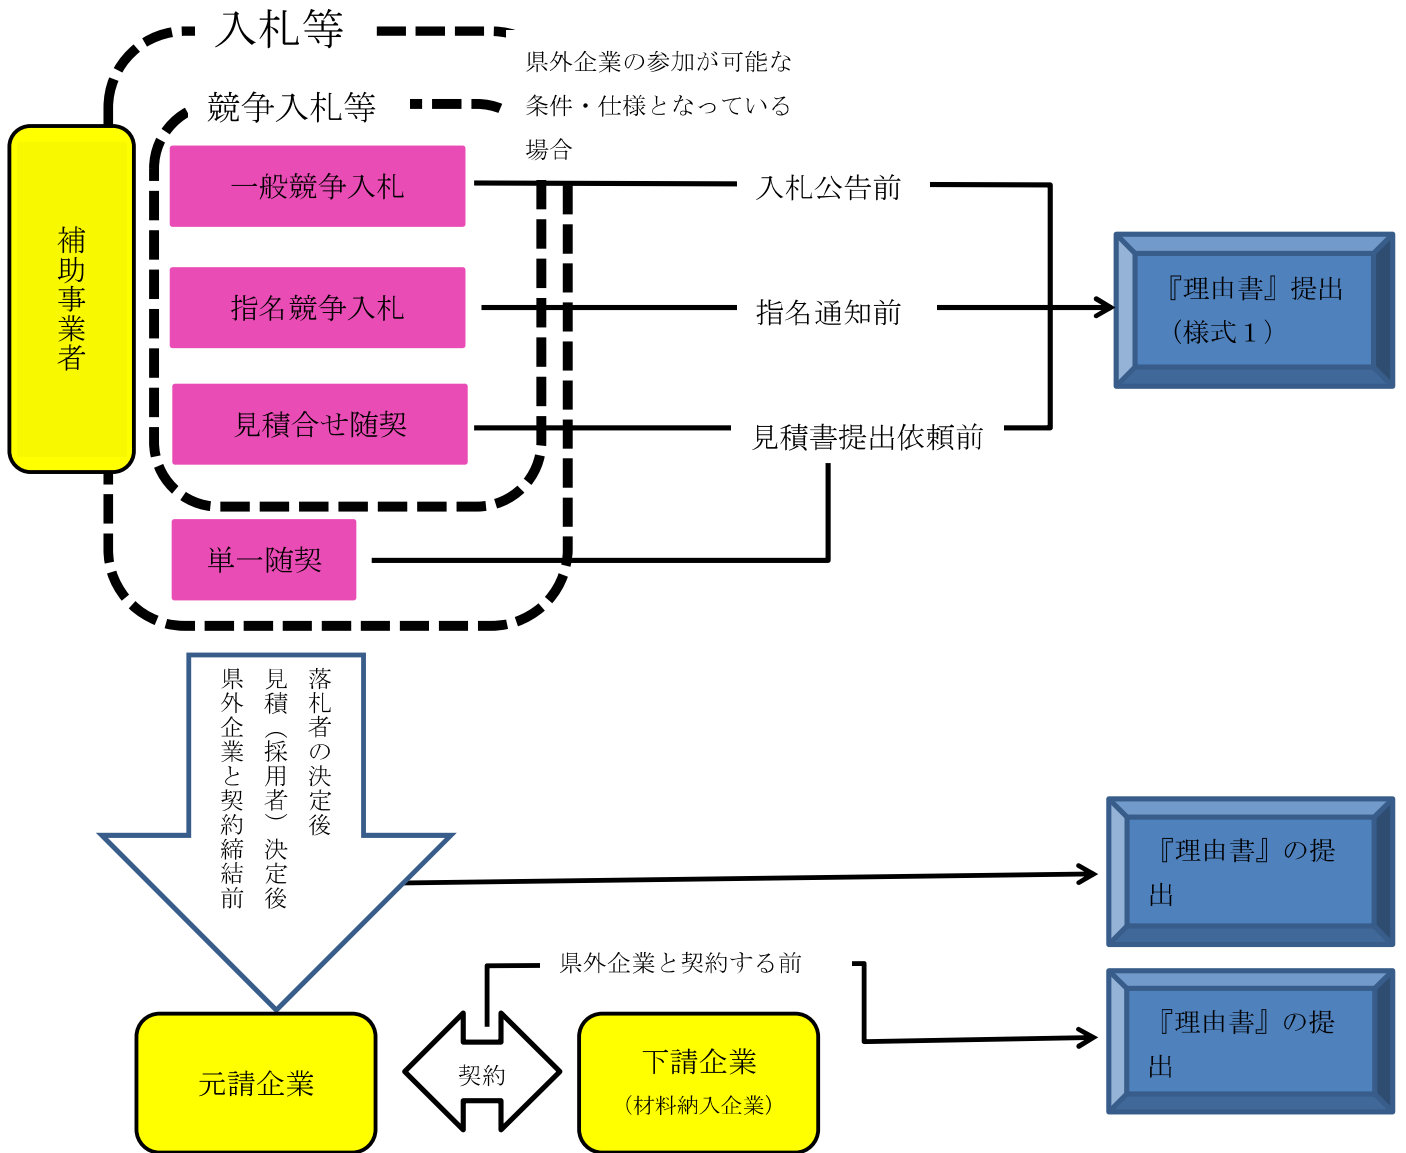 入札等
県外企業の参加が可能な
条件・仕様となっている
場合
競争入札等
補助事業者
一般競争入札
入札公告前
指名競争入札
指名通知前
見積合せ随契
見積書提出依頼前
単一随契
『理由書』提出
（様式１）
落札者の決定後
見積（採用者）決定後
県外企業と契約締結前
『理由書』の提
出
県外企業と契約する前
『理由書』の提
出
元請企業
契約
下請企業
（材料納入企業）